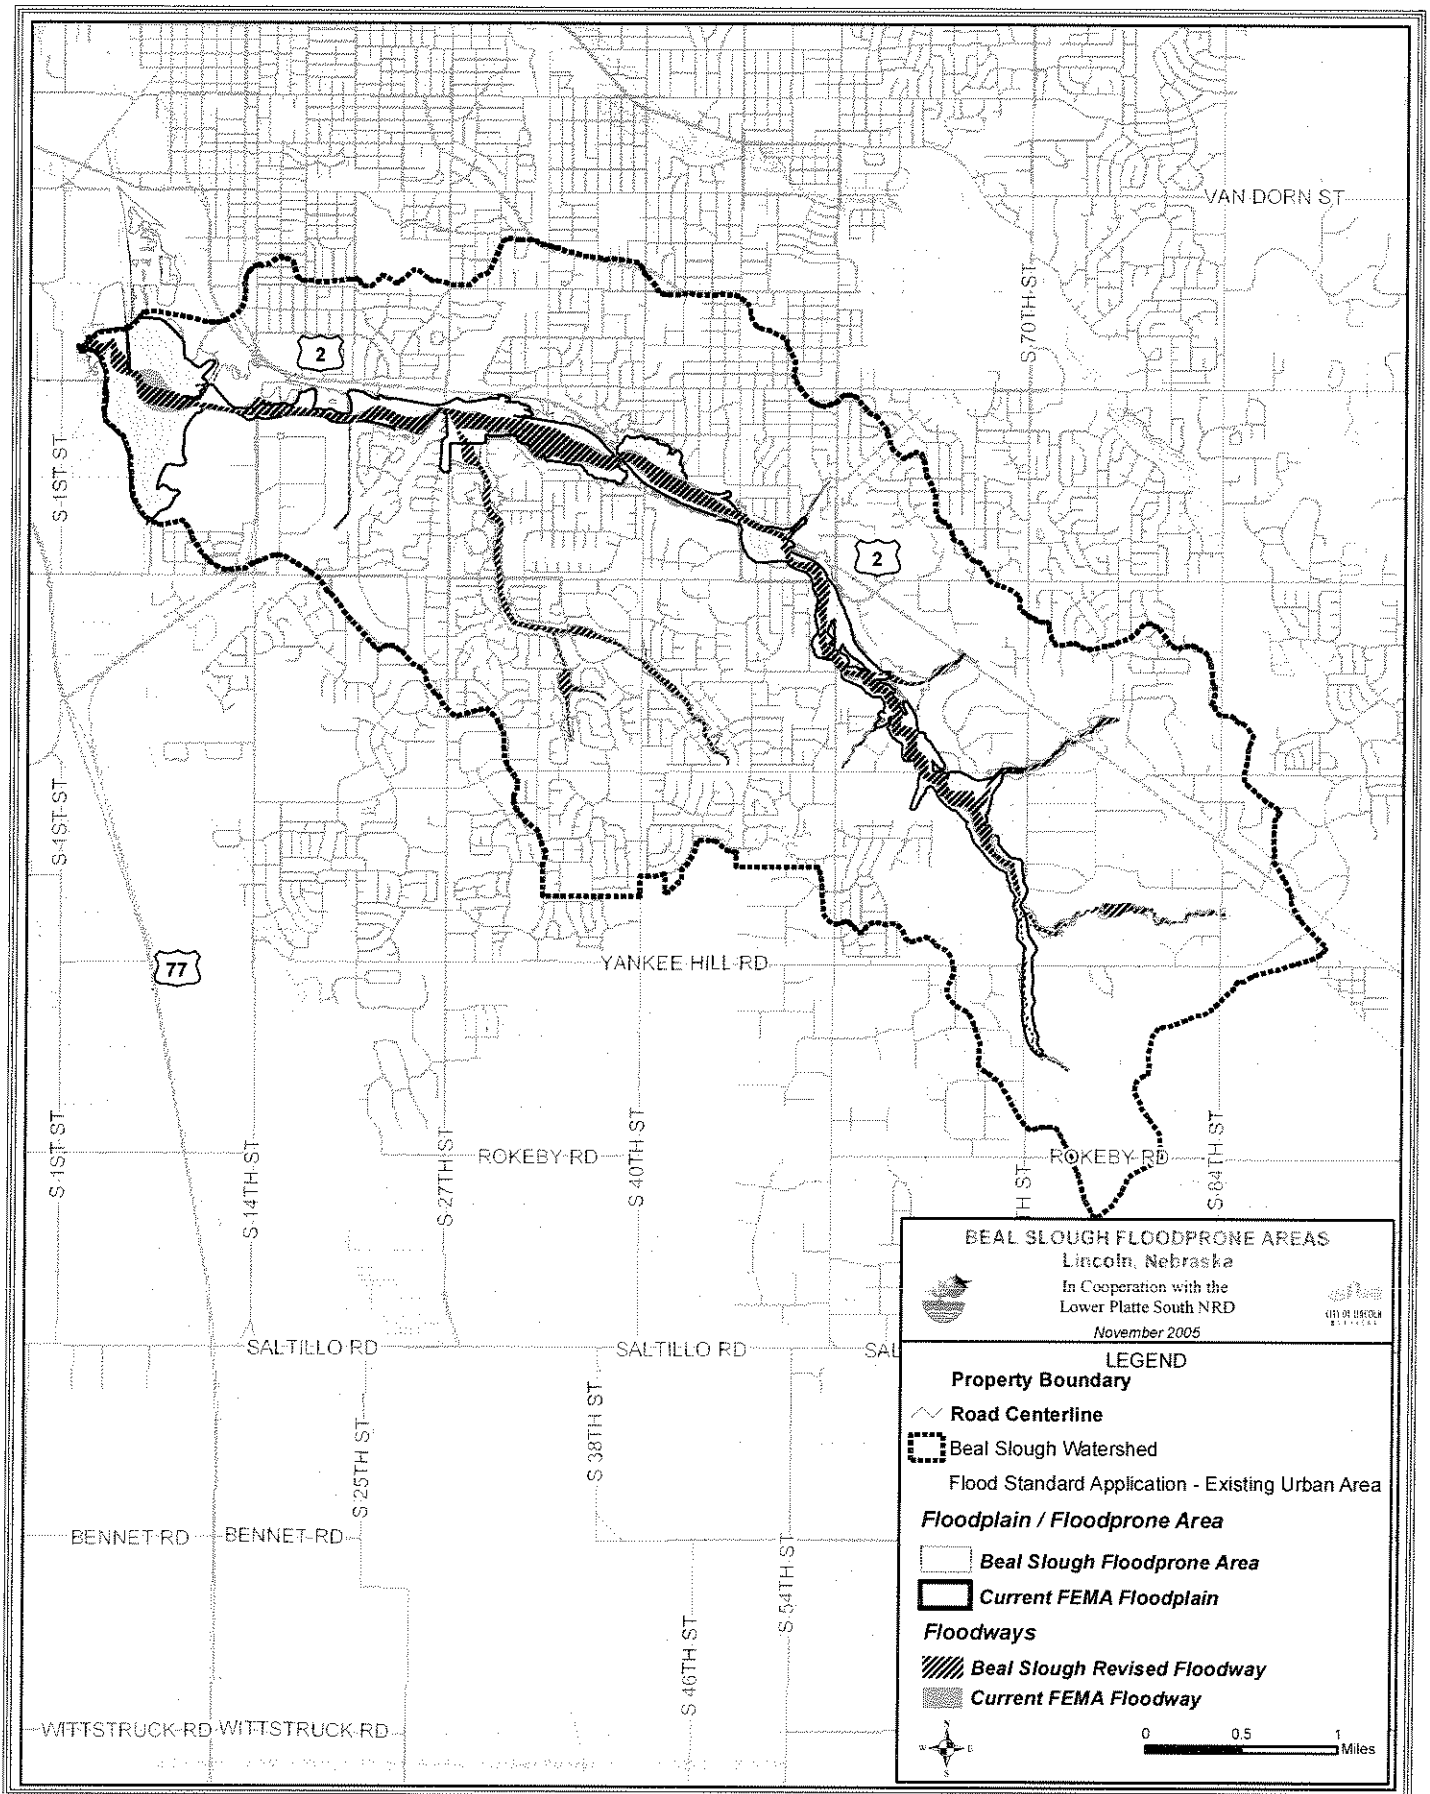 VAN DORN ST
S 70TH ST
2
S 1ST ST
2
S 1ST ST
YANKEE HILL RD
77
S 1ST ST
S 14TH ST
S 27TH ST
ROKEBY RD
S 40TH ST
ROKEBY RD
S 84TH ST
H ST
BEAL SLOUGH FLOODPRONE AREAS
Lincoln, Nebraska
In Cooperation with the
Lower Platte South NRD
CITY OF LINCOLN
November 2005
SALTILLO RD
SALTILLO RD
SAL
LEGEND
Property Boundary
Road Centerline
Beal Slough Watershed
Flood Standard Application - Existing Urban Area
Floodplain / Floodprone Area
Beal Slough Floodprone Area
Current FEMA Floodplain
Floodways
Beal Slough Revised Floodway
Current FEMA Floodway
N
W E
S
0 0.5 1
Miles
S 25TH ST
S 38TH ST
BENNET RD
BENNET RD
S 54TH ST
S 46TH ST
WITTSTRUCK RD
WITTSTRUCK RD